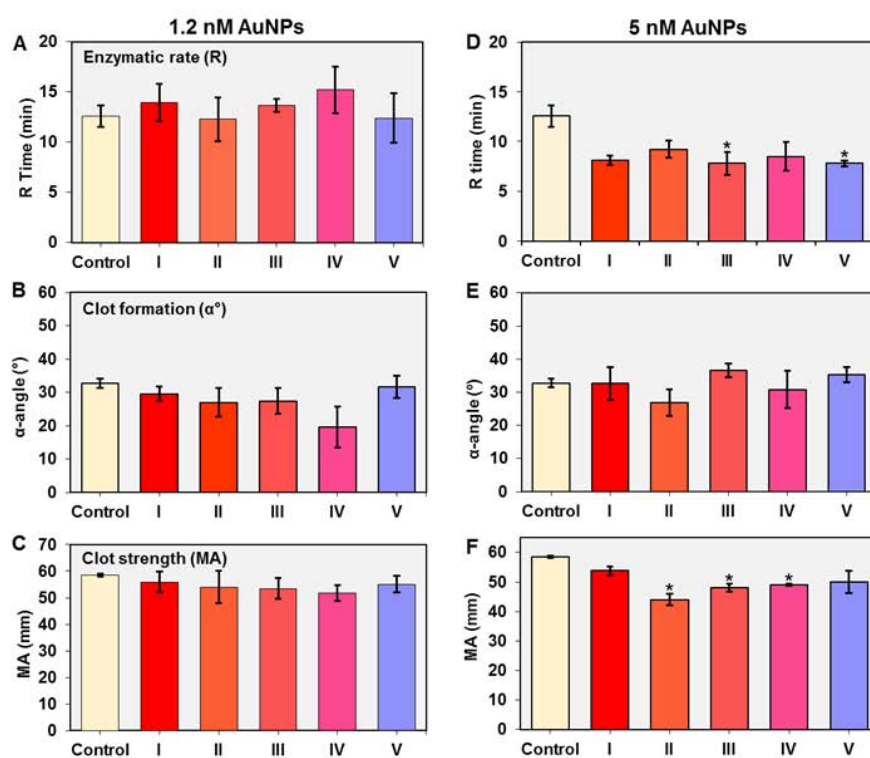 1.2 nM AuNPs
5 nM AuNPs
A
Enzymatic rate (R)
R Time (min)
20
15
10
5
0
Control I II III IV V
D
R time (min)
20
15
10
5
0
* *
Control I II III IV V
B
Clot formation (α°)
α-angle (°)
60
50
40
30
20
10
0
Control I II III IV V
E
α-angle (°)
60
50
40
30
20
10
0
Control I II III IV V
C
Clot strength (MA)
MA (mm)
70
60
50
40
30
20
10
0
Control I II III IV V
F
MA (mm)
60
50
40
30
20
10
0
* * *
Control I II III IV V